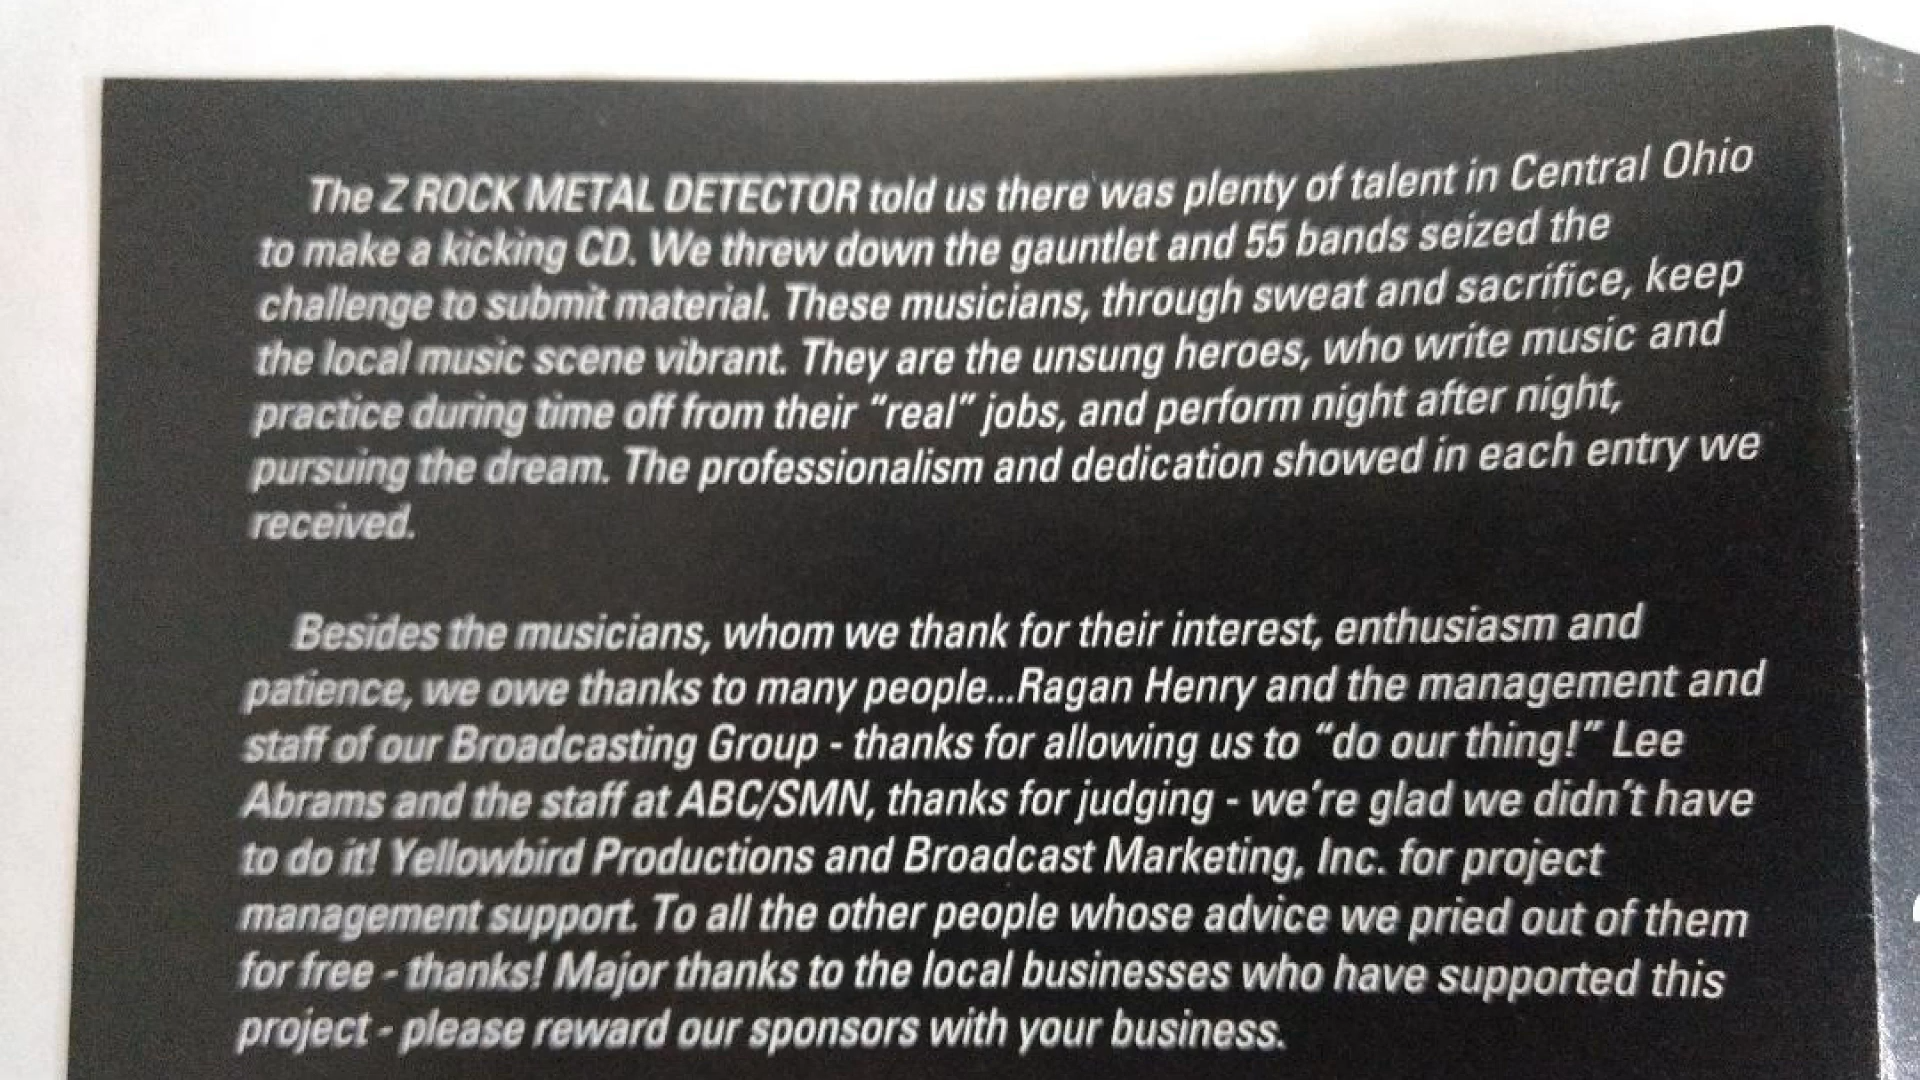 The Z ROCK METAL DETECTOR told us there was plenty of talent in Central Ohio
to make a kicking CD. We threw down the gauntlet and 55 bands seized the
challenge to submit material. These musicians, through sweat and sacrifice, keep
the local music scene vibrant. They are the unsung heroes, who write music and
practice during time off from their “real” jobs, and perform night after night,
pursuing the dream. The professionalism and dedication showed in each entry we
received.
Besides the musicians, whom we thank for their interest, enthusiasm and
patience, we owe thanks to many people...Ragan Henry and the management and
staff of our Broadcasting Group - thanks for allowing us to “do our thing!” Lee
Abrams and the staff at ABC/SMN, thanks for judging - we're glad we didn't have
to do it! Yellowbird Productions and Broadcast Marketing, Inc. for project
management support. To all the other people whose advice we pried out of them
for free - thanks! Major thanks to the local businesses who have supported this
project - please reward our sponsors with your business.